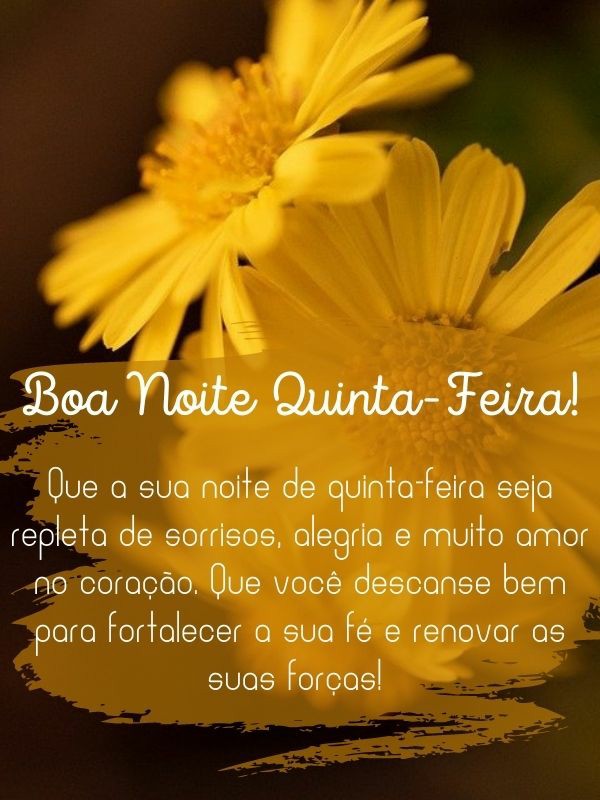 Boa Noite Quinta-Feira!
Que a sua noite de quinta-feira seja
repleta de sorrisos, alegria e muito amor
no coração. Que você descanse bem
para fortalecer a sua fé e renovar as
suas forças!